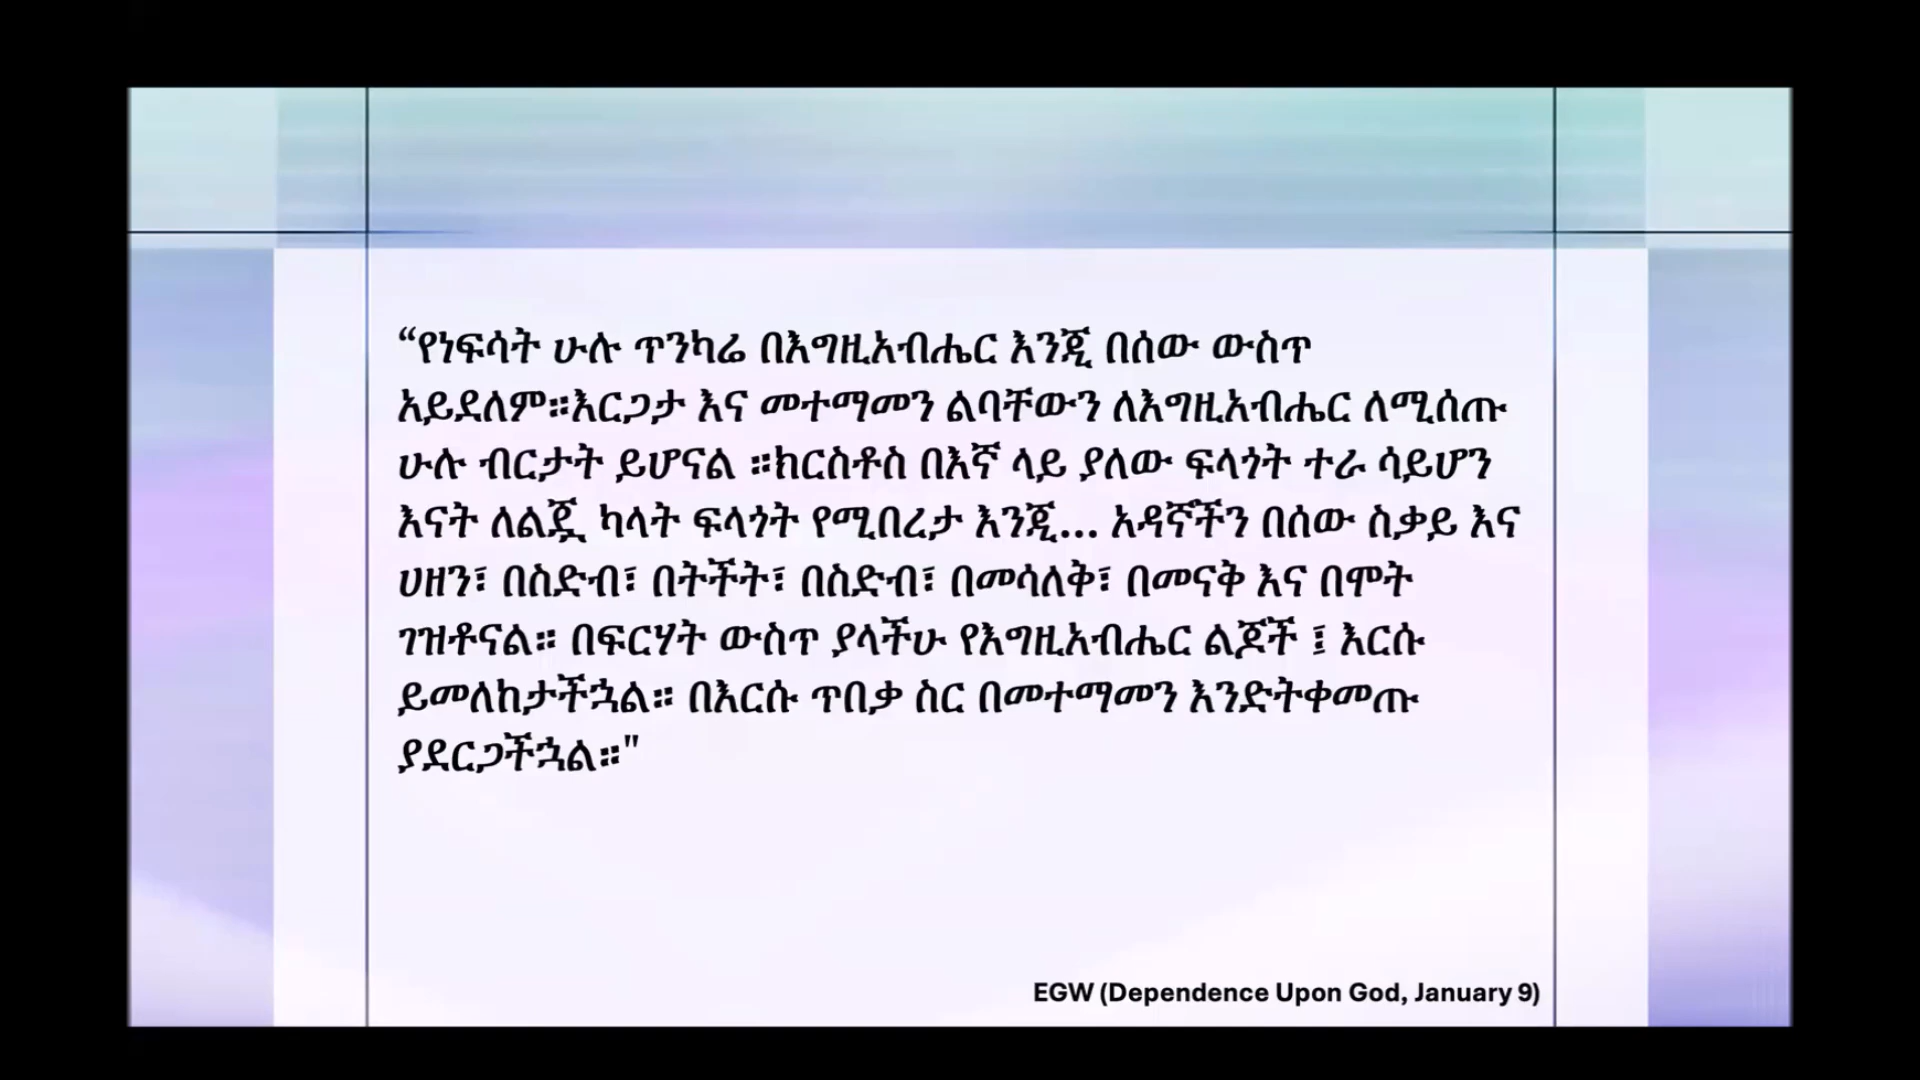 “የነፍሳት ሁሉ ጥንካሬ በእግዚአብሔር እንጂ በሰው ውስጥ
አይደለም።እርጋታ እና መተማመን ልባቸውን ለእግዚአብሔር ለሚሰጡ
ሁሉ ብርታት ይሆናል ።ክርስቶስ በእኛ ላይ ያለው ፍላጎት ተራ ሳይሆን
እናት ለልጇ ካላት ፍላጎት የሚበረታ እንጂ... አዳኛችን በሰው ስቃይ እና
ሀዘን፣ በስድብ፣ በትችት፣ በስድብ፣ በመሳለቅ፣ በመናቅ እና በሞት
ገዝቶናል። በፍርሃት ውስጥ ያላችሁ የእግዚአብሔር ልጆች ፤ እርሱ
ይመለከታችኋል። በእርሱ ጥበቃ ስር በመተማመን እንድትቀመጡ
ያደርጋችኋል።"
EGW (Dependence Upon God, January 9)